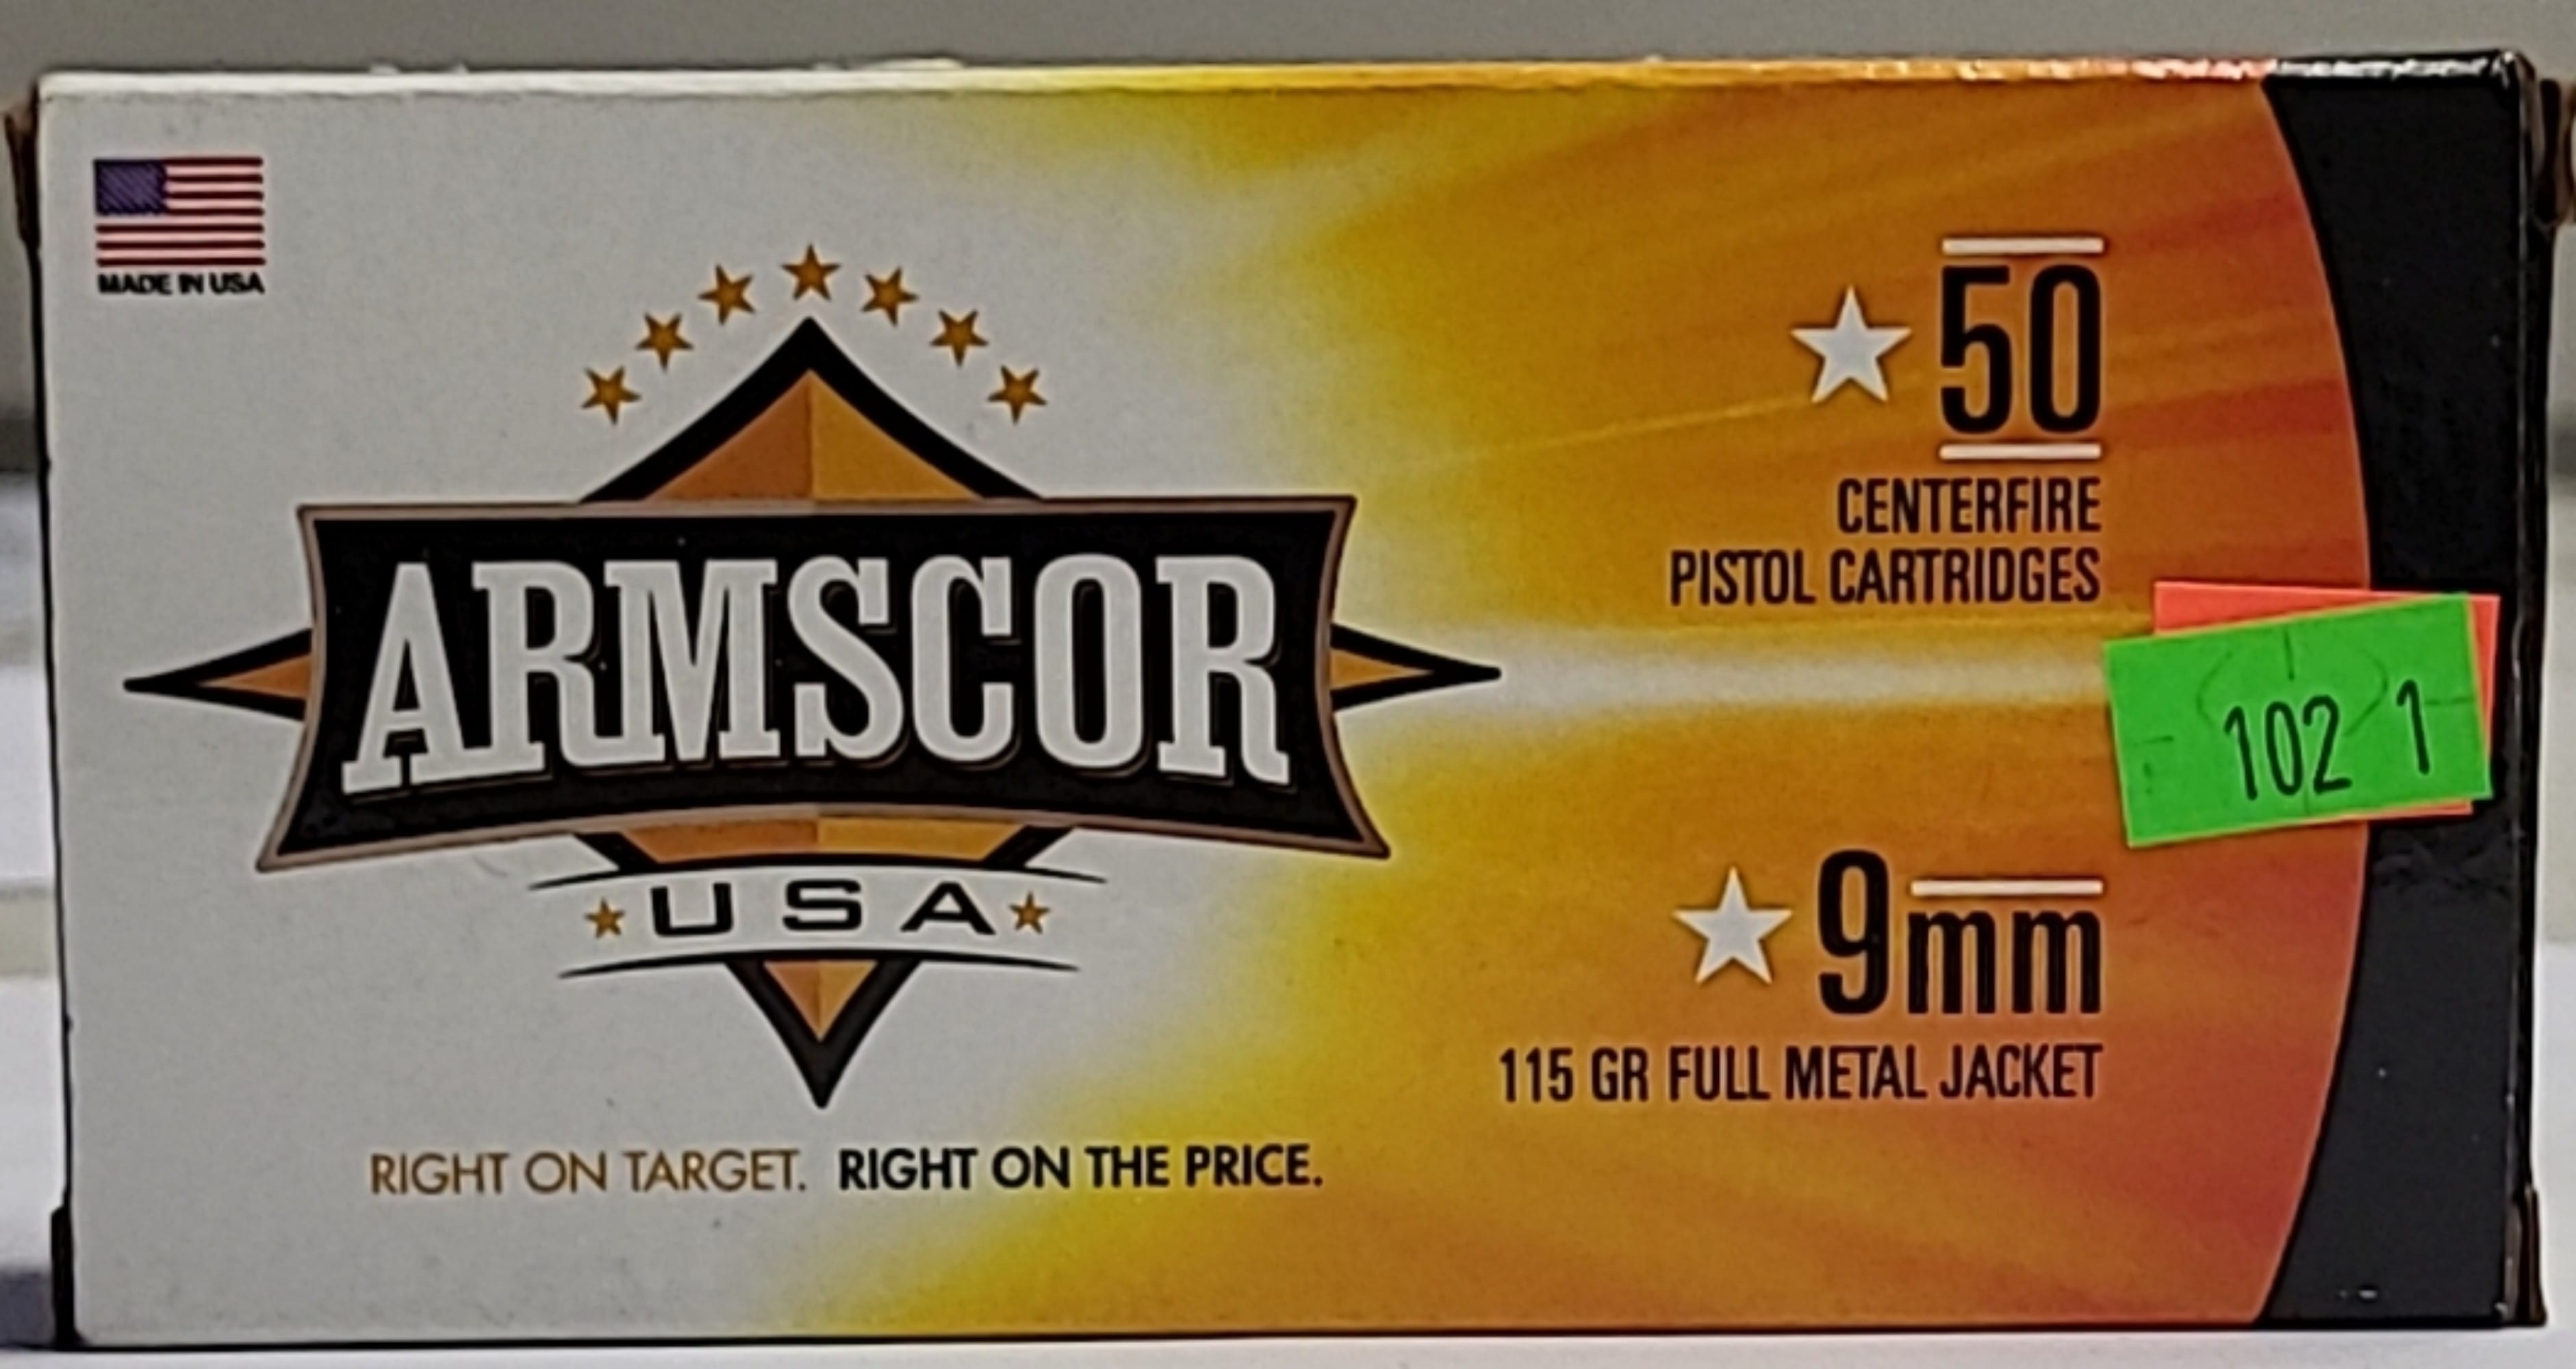 MADE IN USA
ARMSCOR
USA
RIGHT ON TARGET. RIGHT ON THE PRICE.
50
CENTERFIRE
PISTOL CARTRIDGES
102 1
9mm
115 GR FULL METAL JACKET